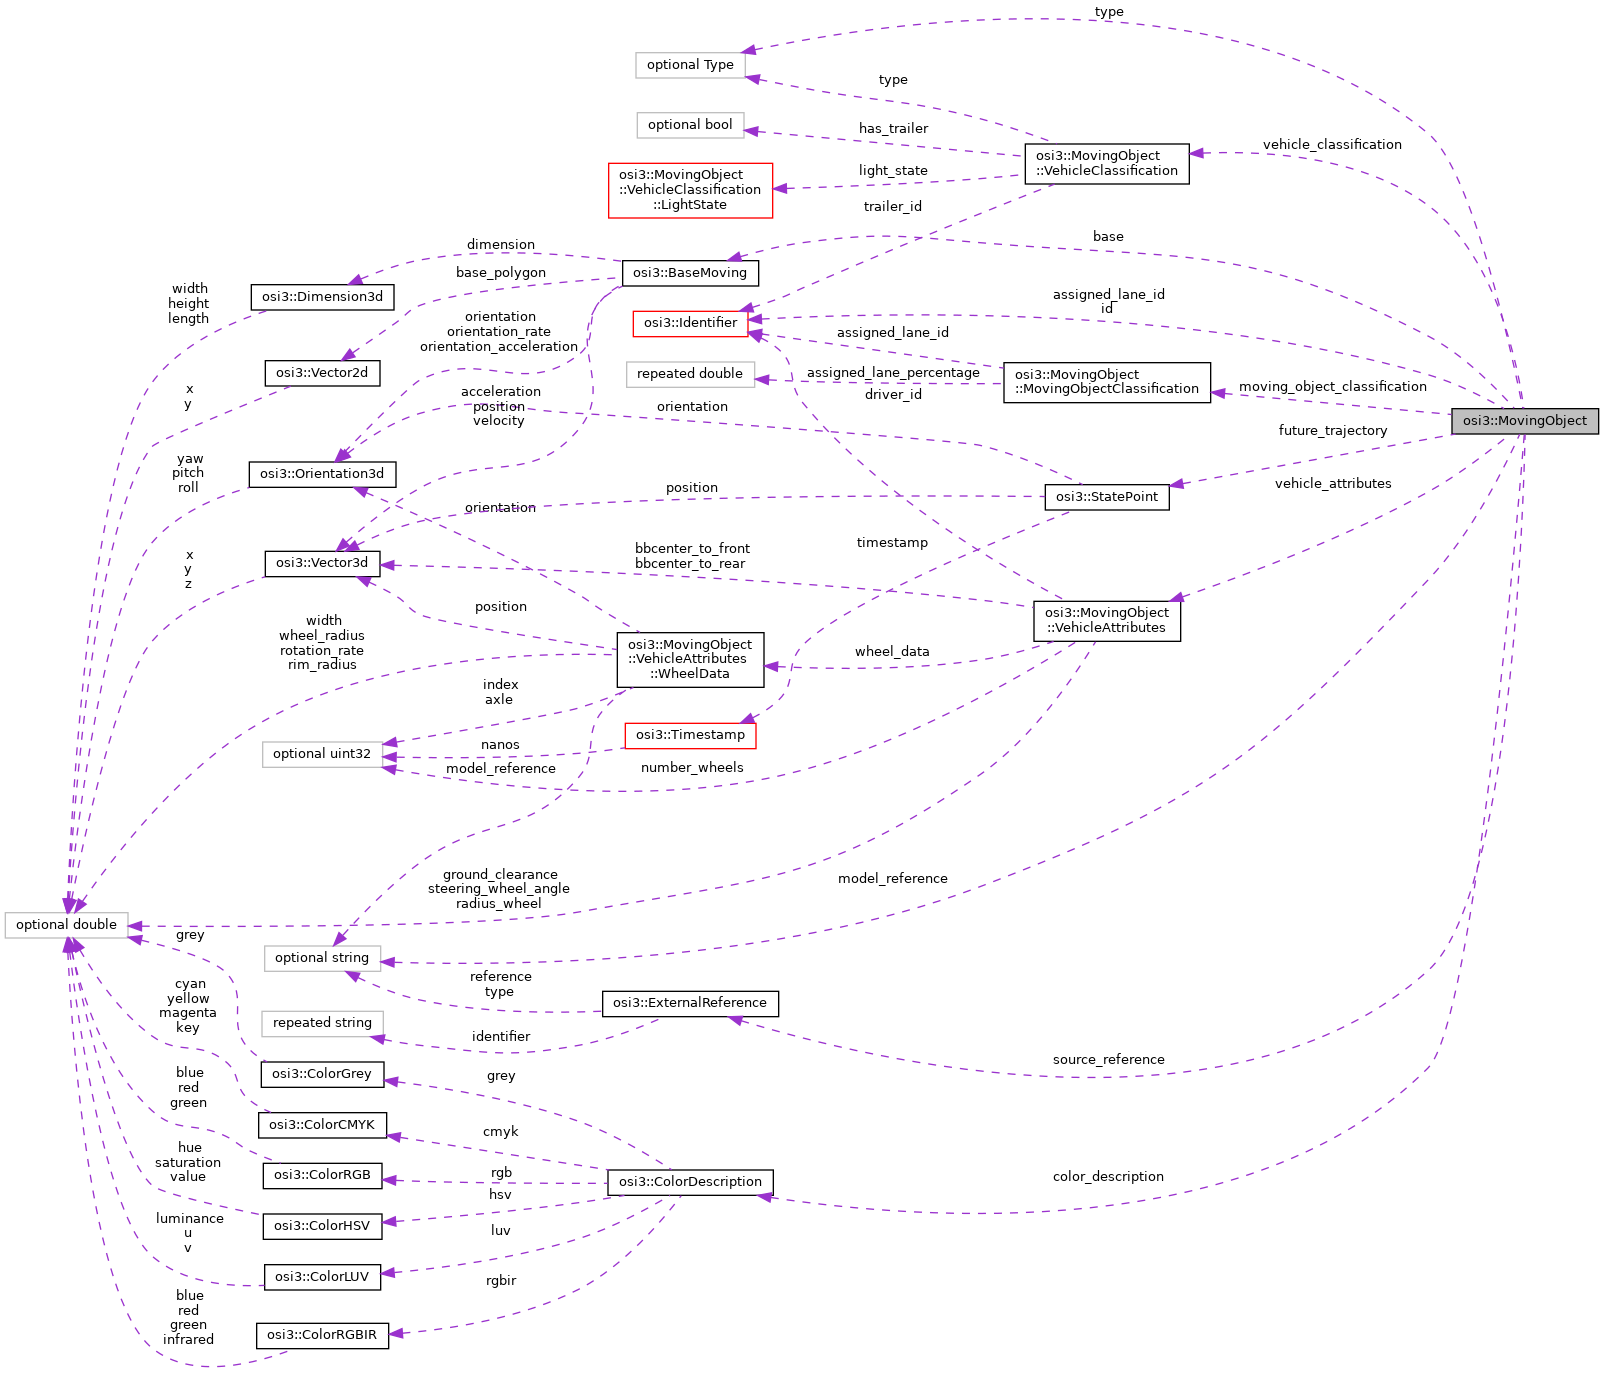 type
optional Type
type
optional bool
has_trailer
vehicle_classification
osi3::MovingObject
::VehicleClassification
osi3::MovingObject
::VehicleClassification
::LightState
light_state
trailer_id
base
dimension
osi3::BaseMoving
base_polygon
width
height
length
osi3::Dimension3d
assigned_lane_id
id
orientation
orientation_rate
orientation_acceleration
osi3::Identifier
assigned_lane_id
osi3::Vector2d
repeated double
assigned_lane_percentage
osi3::MovingObject
::MovingObjectClassification
moving_object_classification
x
y
acceleration
position
velocity
driver_id
orientation
osi3::MovingObject
future_trajectory
yaw
pitch
roll
osi3::Orientation3d
vehicle_attributes
position
osi3::StatePoint
orientation
timestamp
x
y
z
osi3::Vector3d
bbcenter_to_front
bbcenter_to_rear
position
osi3::MovingObject
::VehicleAttributes
width
wheel_radius
rotation_rate
rim_radius
osi3::MovingObject
::VehicleAttributes
::WheelData
wheel_data
index
axle
osi3::Timestamp
optional uint32
nanos
model_reference
number_wheels
ground_clearance
steering_wheel_angle
radius_wheel
model_reference
optional double
grey
optional string
reference
type
cyan
yellow
magenta
key
osi3::ExternalReference
repeated string
identifier
source_reference
osi3::ColorGrey
grey
blue
red
green
osi3::ColorCMYK
cmyk
hue
saturation
value
osi3::ColorRGB
rgb
osi3::ColorDescription
color_description
hsv
luminance
u
v
osi3::ColorHSV
luv
osi3::ColorLUV
rgbir
blue
red
green
infrared
osi3::ColorRGBIR